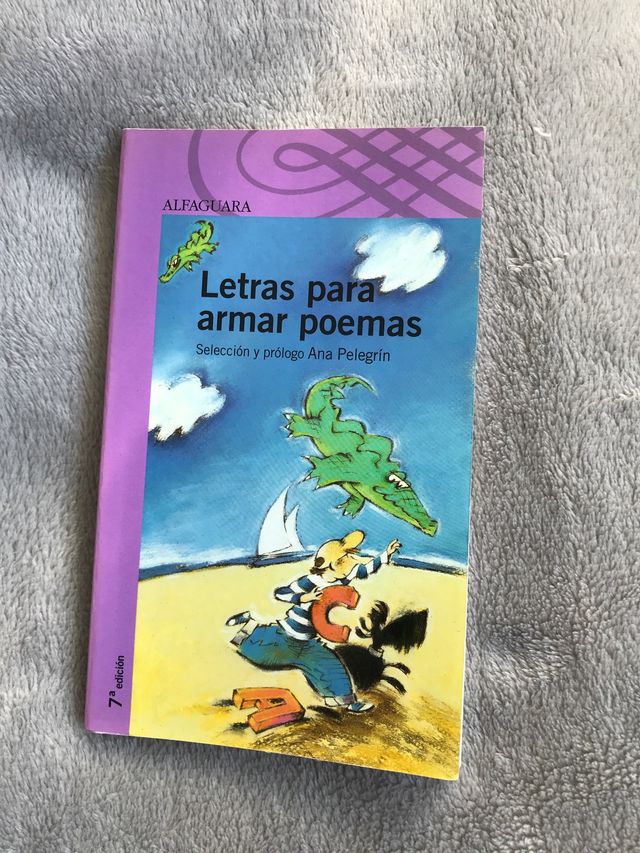 ALFAGUARA
Letras para
armar poemas
Selección y prólogo Ana Pelegrín
C
A
7ª edición